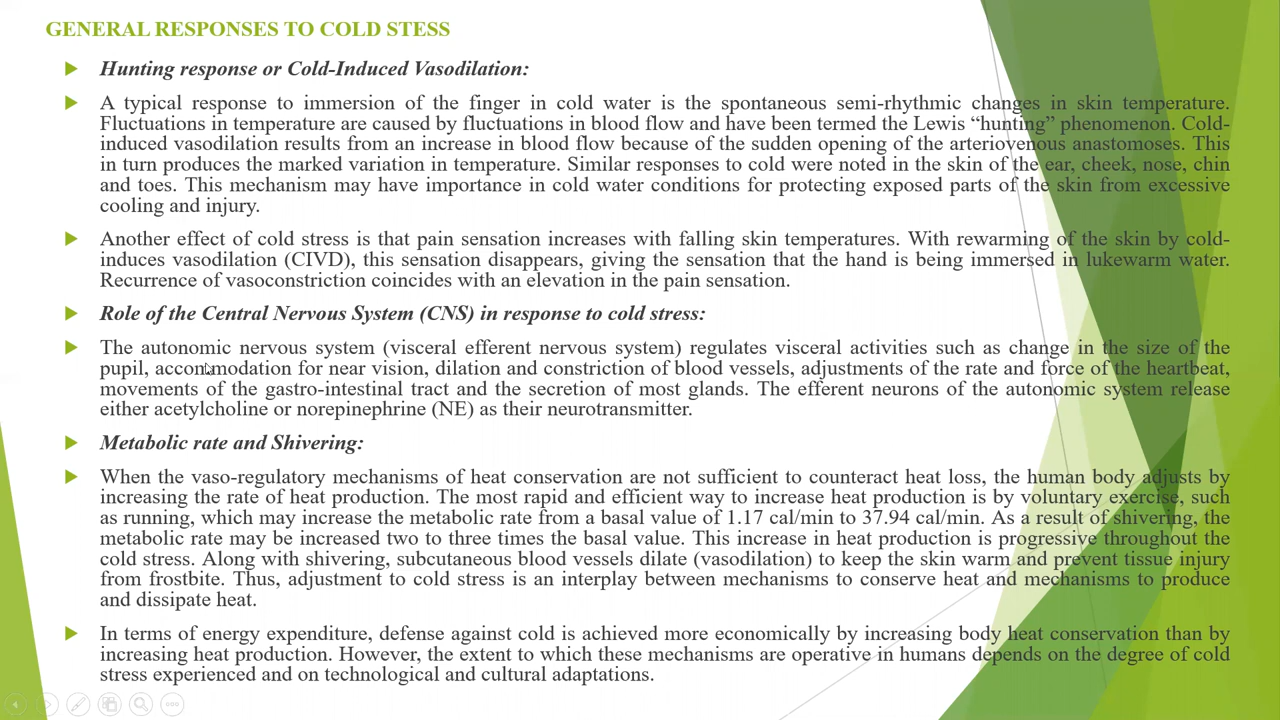 GENERAL RESPONSES TO COLD STESS
Hunting response or Cold-Induced Vasodilation:
A typical response to immersion of the finger in cold water is the spontaneous semi-rhythmic changes in skin temperature.
Fluctuations in temperature are caused by fluctuations in blood flow and have been termed the Lewis “hunting” phenomenon. Cold-
induced vasodilation results from an increase in blood flow because of the sudden opening of the arteriovenous anastomoses. This
in turn produces the marked variation in temperature. Similar responses to cold were noted in the skin of the ear, cheek, nose, chin
and toes. This mechanism may have importance in cold water conditions for protecting exposed parts of the skin from excessive
cooling and injury.
Another effect of cold stress is that pain sensation increases with falling skin temperatures. With rewarming of the skin by cold-
induces vasodilation (CIVD), this sensation disappears, giving the sensation that the hand is being immersed in lukewarm water.
Recurrence of vasoconstriction coincides with an elevation in the pain sensation.
Role of the Central Nervous System (CNS) in response to cold stress:
The autonomic nervous system (visceral efferent nervous system) regulates visceral activities such as change in the size of the
pupil, accommodation for near vision, dilation and constriction of blood vessels, adjustments of the rate and force of the heartbeat,
movements of the gastro-intestinal tract and the secretion of most glands. The efferent neurons of the autonomic system release
either acetylcholine or norepinephrine (NE) as their neurotransmitter.
Metabolic rate and Shivering:
When the vaso-regulatory mechanisms of heat conservation are not sufficient to counteract heat loss, the human body adjusts by
increasing the rate of heat production. The most rapid and efficient way to increase heat production is by voluntary exercise, such
as running, which may increase the metabolic rate from a basal value of 1.17 cal/min to 37.94 cal/min. As a result of shivering, the
metabolic rate may be increased two to three times the basal value. This increase in heat production is progressive throughout the
cold stress. Along with shivering, subcutaneous blood vessels dilate (vasodilation) to keep the skin warm and prevent tissue injury
from frostbite. Thus, adjustment to cold stress is an interplay between mechanisms to conserve heat and mechanisms to produce
and dissipate heat.
In terms of energy expenditure, defense against cold is achieved more economically by increasing body heat conservation than by
increasing heat production. However, the extent to which these mechanisms are operative in humans depends on the degree of cold
stress experienced and on technological and cultural adaptations.